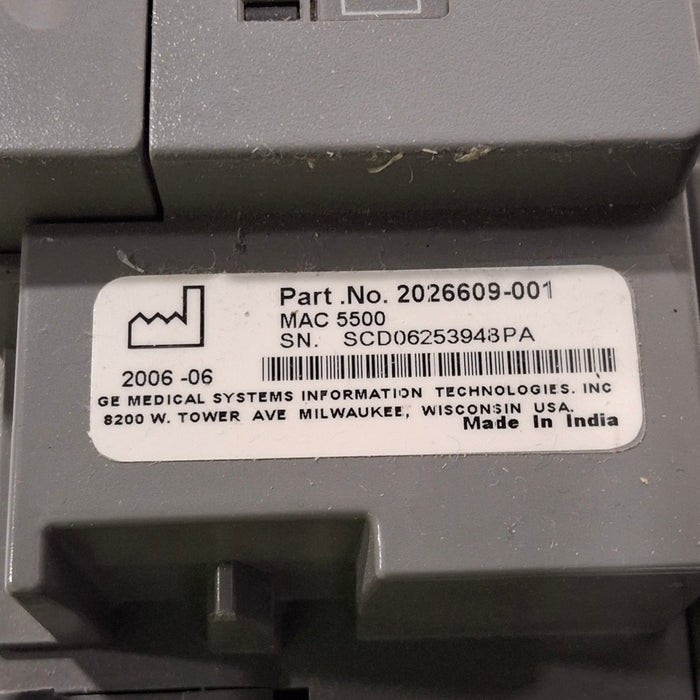 Part .No. 2026609-001
MAC 5500
SN. SCD06253948PA
2006 -06
GE MEDICAL SYSTEMS INFORMATION TECHNOLOGIES. INC
8200 W. TOWER AVE MILWAUKEE, WISCONSIN USA.
Made In India